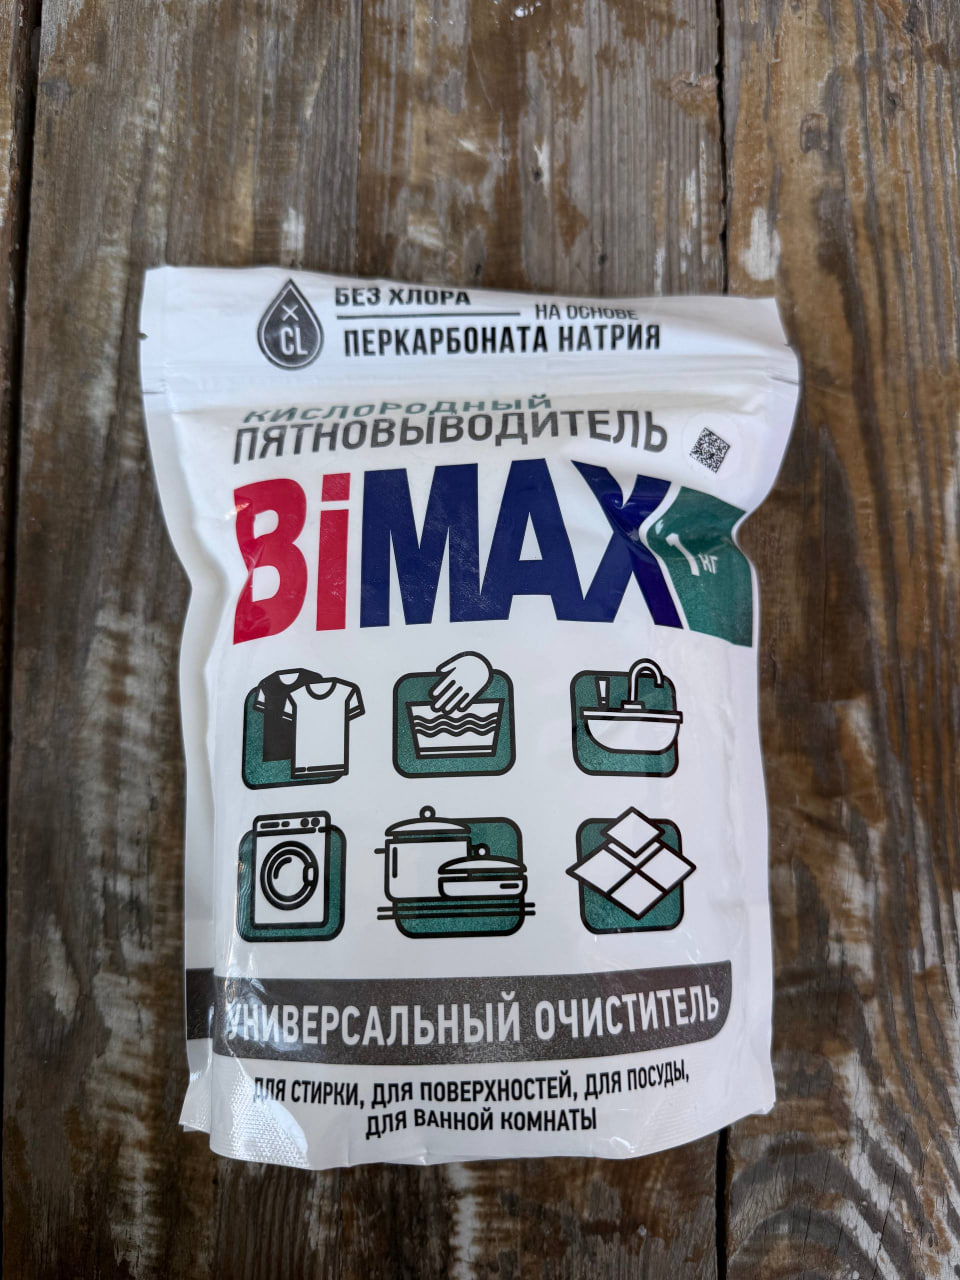 БЕЗ ХЛОРА
НА ОСНОВЕ
CL
ПЕРКАРБОНАТА НАТРИЯ
КИСЛОРОДНЫЙ
ПЯТНОВЫВОДИТЕЛЬ
BiMAX
1 КГ
УНИВЕРСАЛЬНЫЙ ОЧИСТИТЕЛЬ
ДЛЯ СТИРКИ, ДЛЯ ПОВЕРХНОСТЕЙ, ДЛЯ ПОСУДЫ,
ДЛЯ ВАННОЙ КОМНАТЫ